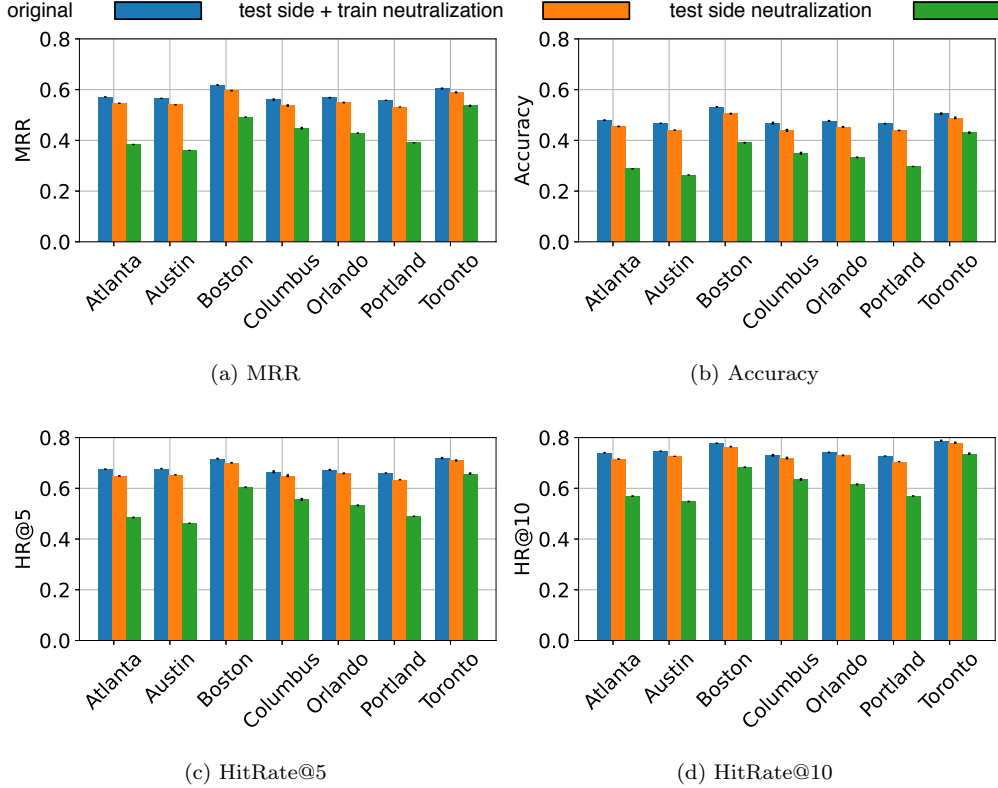 original test side + train neutralization test side neutralization
0.8
0.6
0.4
0.2
0.0
MRR
Atlanta
Austin
Boston
Columbus
Orlando
Portland
Toronto
(a) MRR
0.8
0.6
0.4
0.2
0.0
Accuracy
Atlanta
Austin
Boston
Columbus
Orlando
Portland
Toronto
(b) Accuracy
0.8
0.6
0.4
0.2
0.0
HR@5
Atlanta
Austin
Boston
Columbus
Orlando
Portland
Toronto
(c) HitRate@5
0.8
0.6
0.4
0.2
0.0
HR@10
Atlanta
Austin
Boston
Columbus
Orlando
Portland
Toronto
(d) HitRate@10